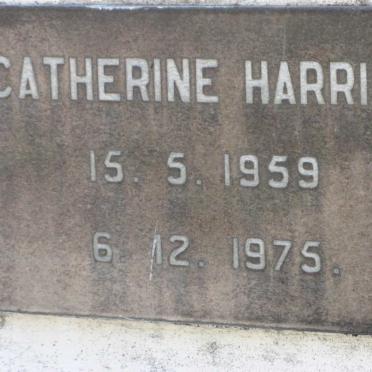 CATHERINE HARRI
15. 5. 1959
6. 12. 1975.